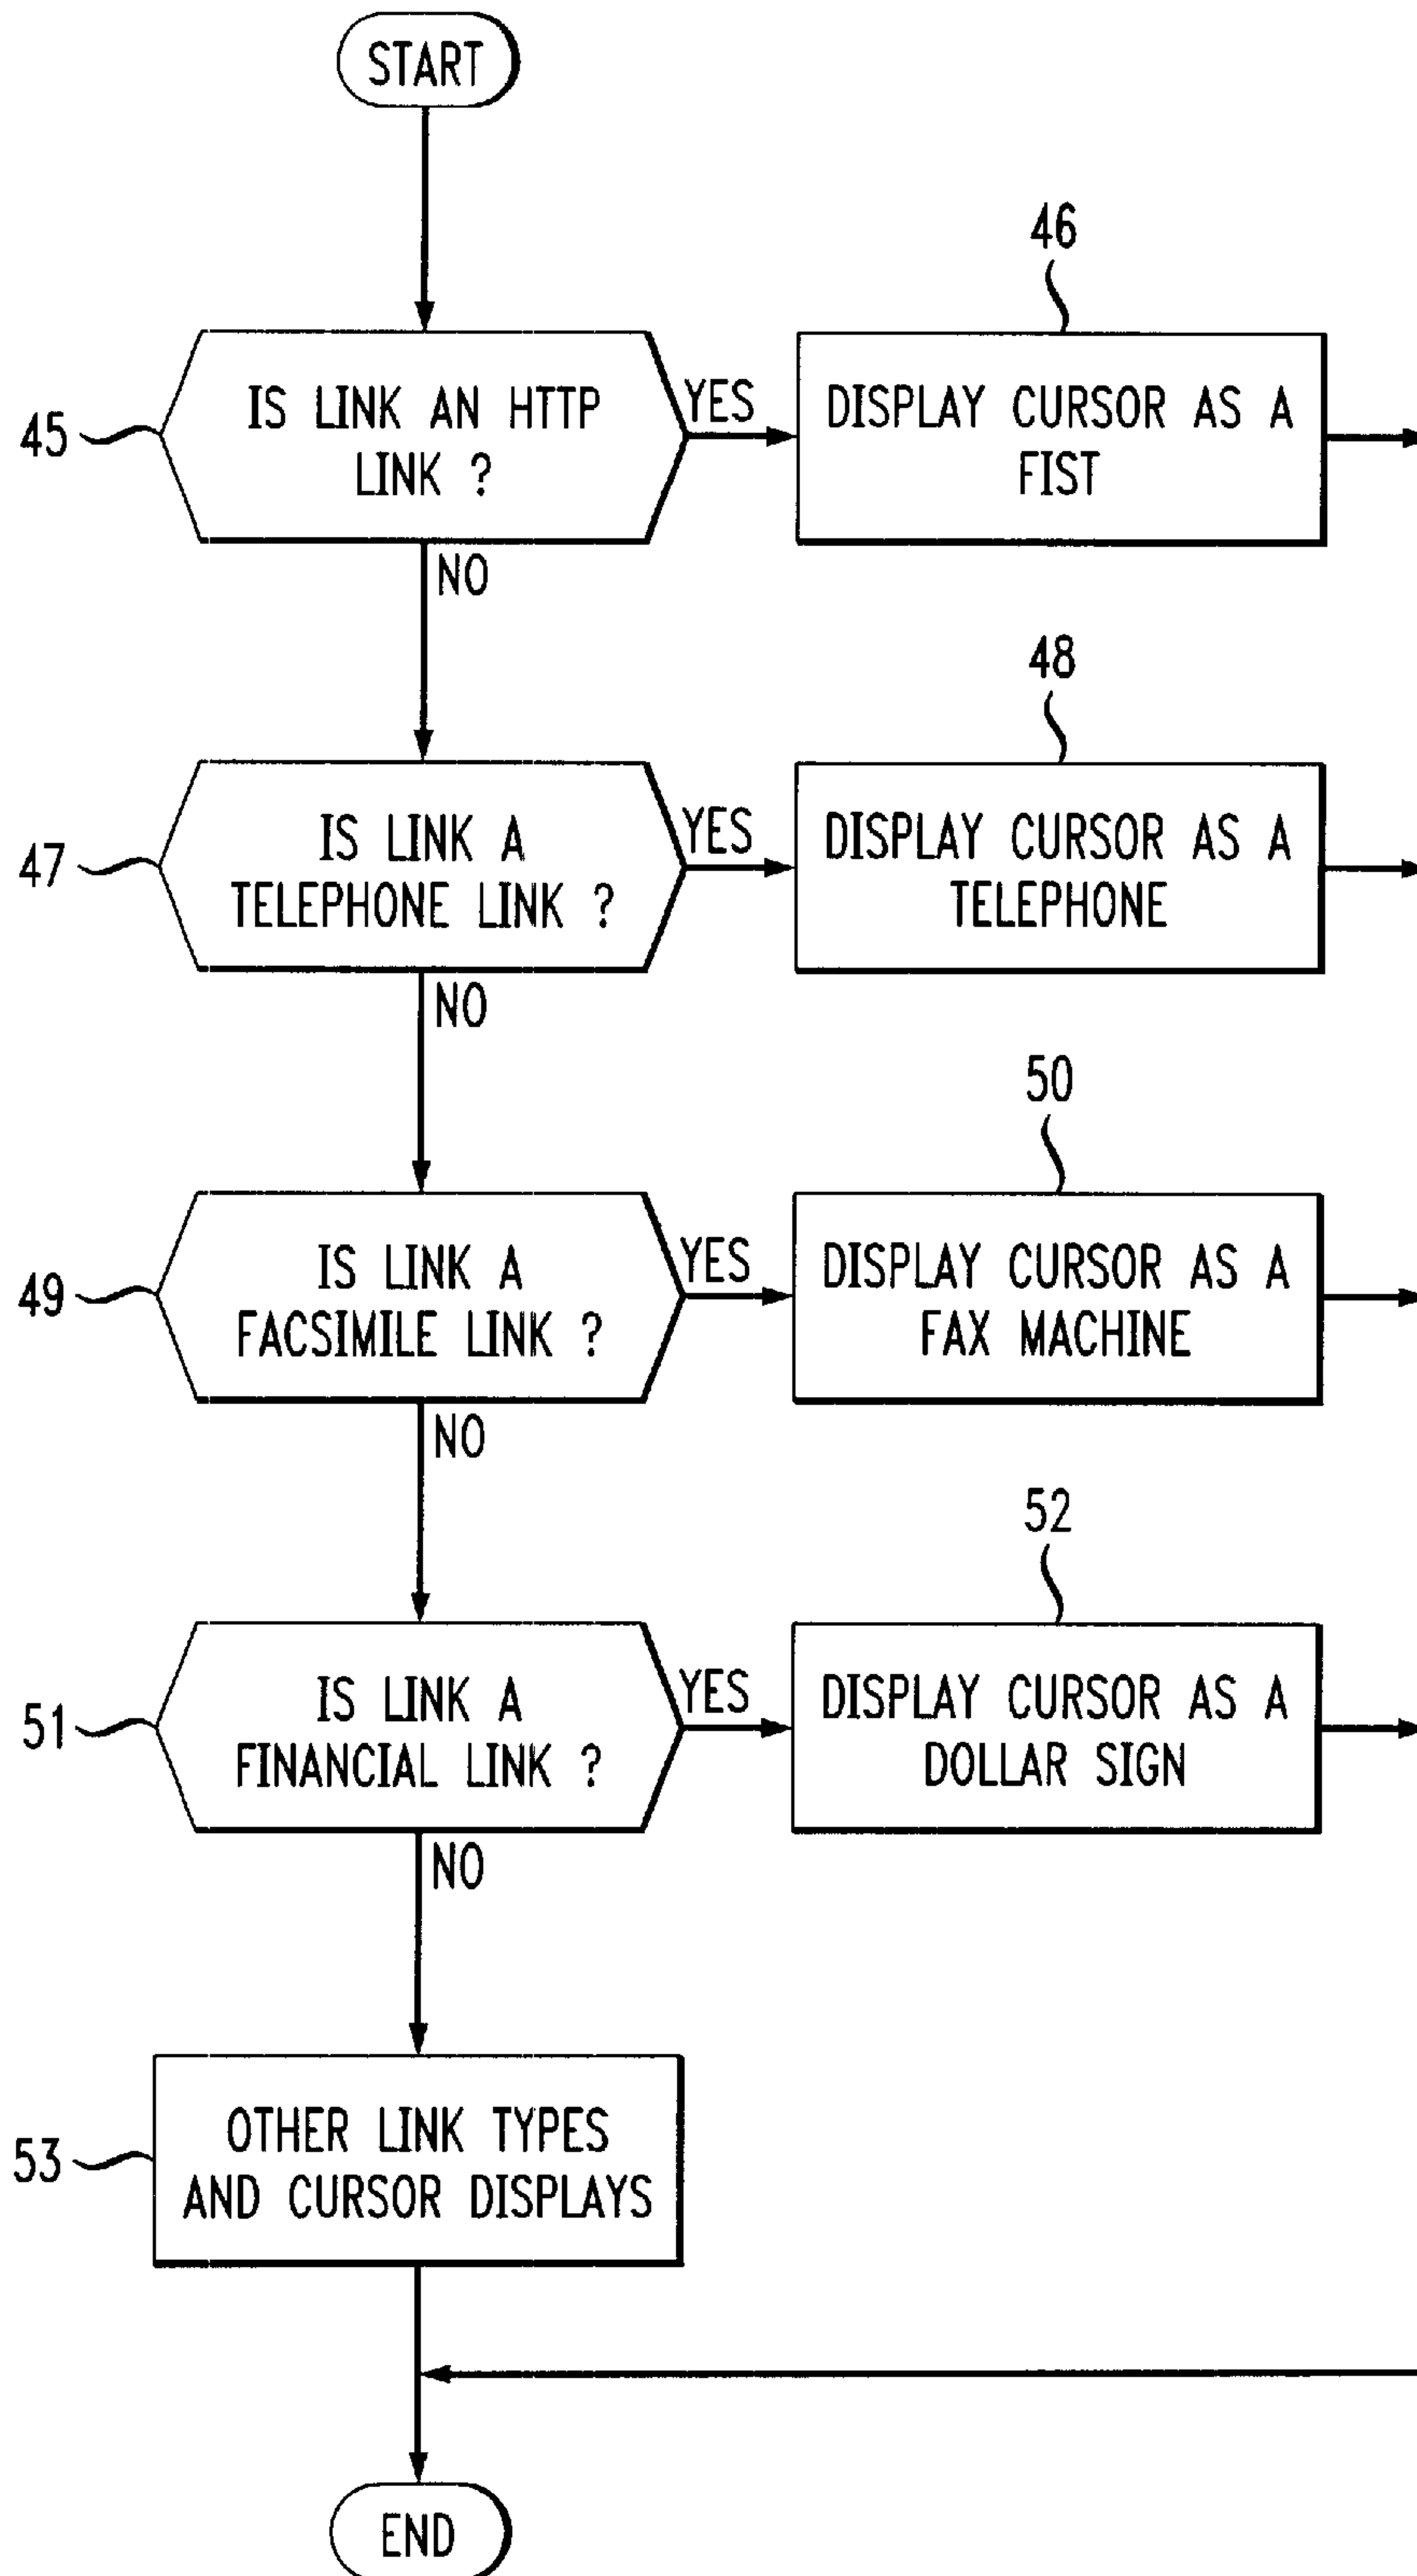 START
46
45
IS LINK AN HTTP
LINK ?
YES
DISPLAY CURSOR AS A
FIST
NO
48
47
IS LINK A
TELEPHONE LINK ?
YES
DISPLAY CURSOR AS A
TELEPHONE
NO
50
49
IS LINK A
FACSIMILE LINK ?
YES
DISPLAY CURSOR AS A
FAX MACHINE
NO
52
51
IS LINK A
FINANCIAL LINK ?
YES
DISPLAY CURSOR AS A
DOLLAR SIGN
NO
53
OTHER LINK TYPES
AND CURSOR DISPLAYS
END